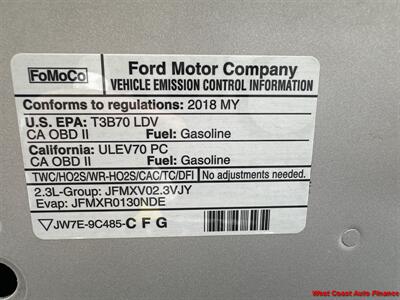 FoMoCo
Ford Motor Company
VEHICLE EMISSION CONTROL INFORMATION
Conforms to regulations: 2018 MY
U.S. EPA: T3B70 LDV
CA OBD II Fuel: Gasoline
California: ULEV70 PC
CA OBD II Fuel: Gasoline
TWC/HO2S/WR-HO2S/CAC/TC/DFI No adjustments needed.
2.3L-Group: JFMXV02.3VJY
Evap: JFMXR0130NDE
JW7E-9C485-C F G
West Coast Auto Finance